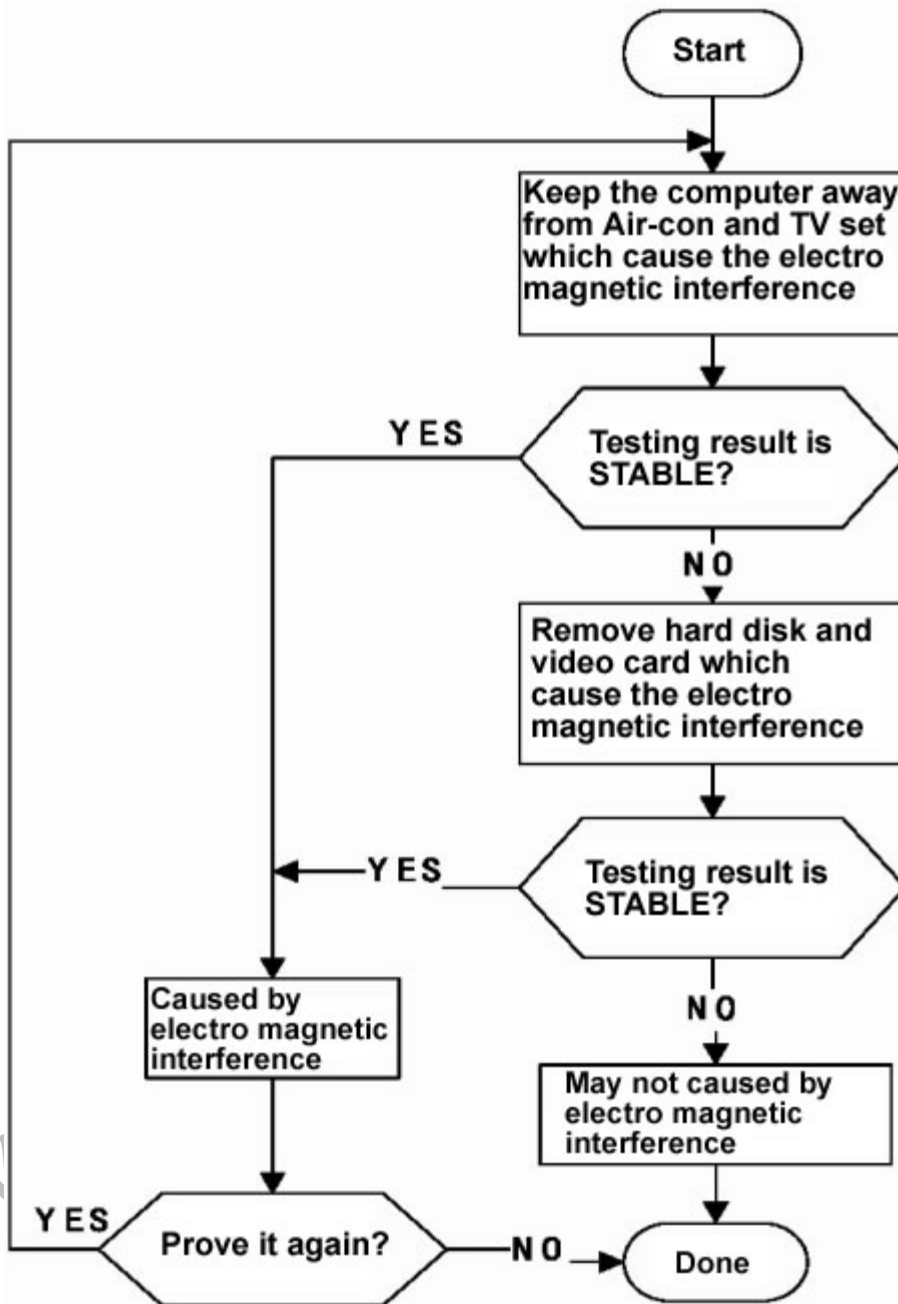 Start
Keep the computer away
from Air-con and TV set
which cause the electro
magnetic interference
YES
Testing result is
STABLE?
NO
Remove hard disk and
video card which
cause the electro
magnetic interference
YES
Testing result is
STABLE?
NO
Caused by
electro magnetic
interference
May not caused by
electro magnetic
interference
YES
Prove it again?
NO
Done